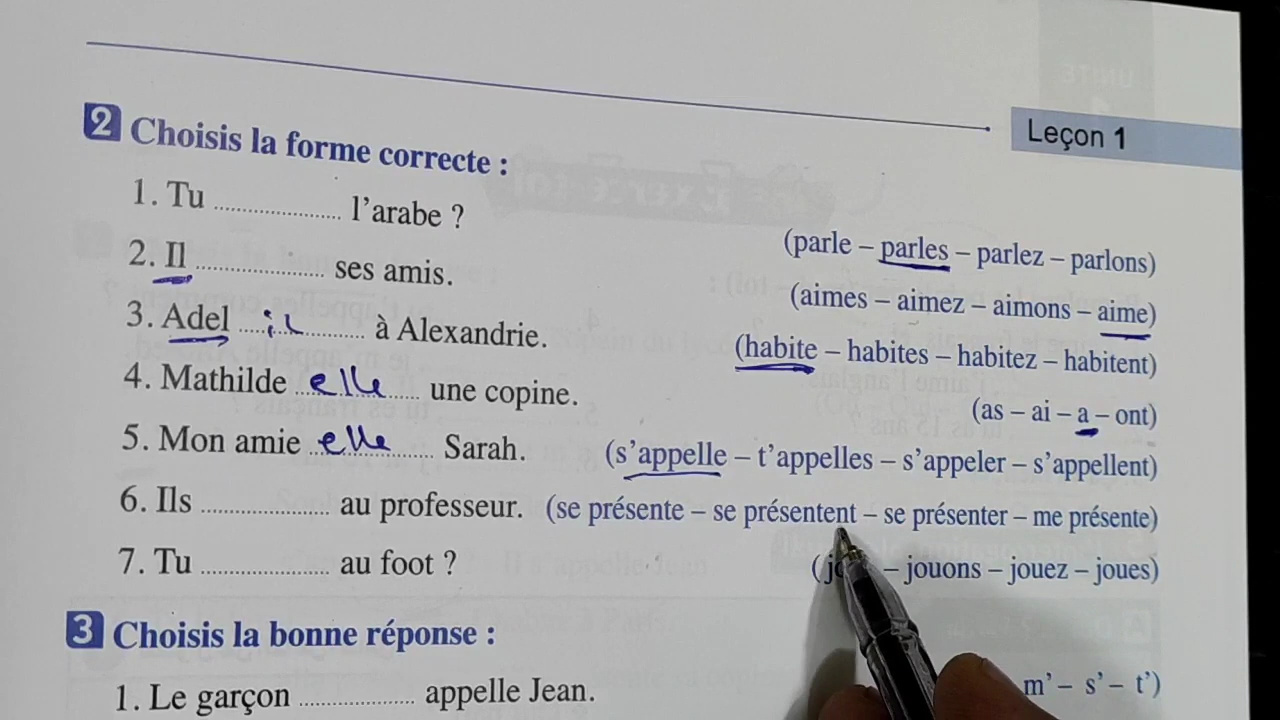 Leçon 1
2 Choisis la forme correcte :
1. Tu .................... l'arabe ? (parle – parles – parlez – parlons)
2. Il .................... ses amis. (aimes – aimez – aimons – aime)
3. Adel .... il .... à Alexandrie. (habite – habites – habitez – habitent)
4. Mathilde .. elle .... une copine. (as – ai – a – ont)
5. Mon amie .. elle .... Sarah. (s'appelle – t'appelles – s'appeler – s'appellent)
6. Ils .................... au professeur. (se présente – se présentent – se présenter – me présente)
7. Tu .................... au foot ? – jouons – jouez – joues)
3 Choisis la bonne réponse :
1. Le garçon .................... appelle Jean. m' – s' – t')